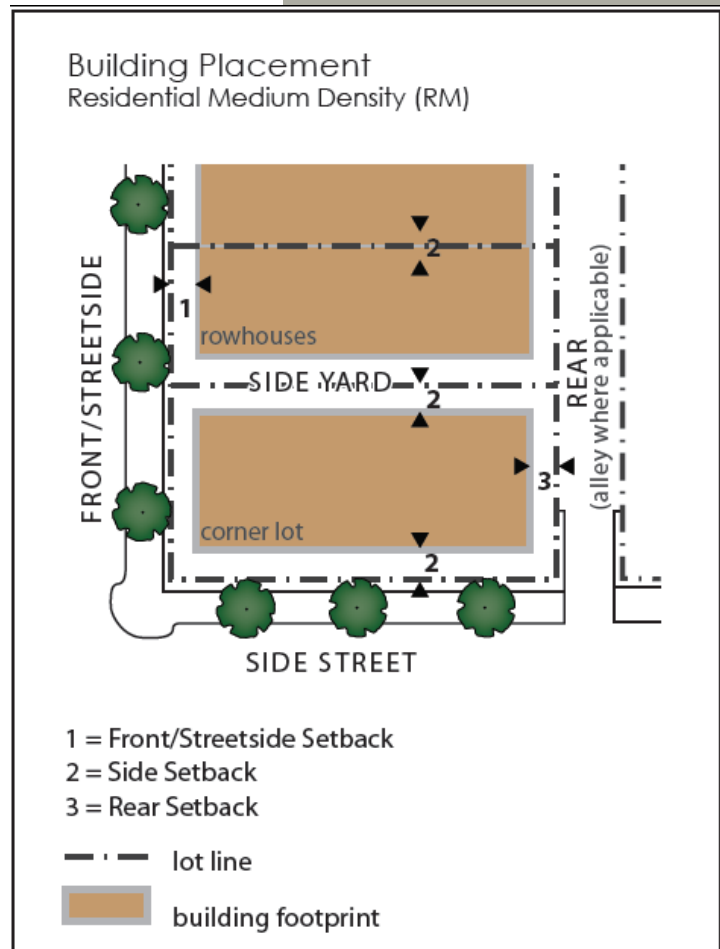 Building Placement
Residential Medium Density (RM)
FRONT/STREETSIDE
2
1
rowhouses
SIDE YARD
2
REAR
(alley where applicable)
3
corner lot
2
SIDE STREET
1 = Front/Streetside Setback
2 = Side Setback
3 = Rear Setback
lot line
building footprint